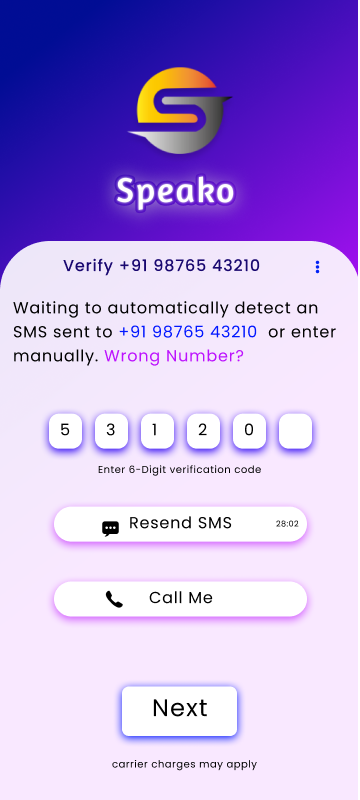 Speako
Verify +91 98765 43210
Waiting to automatically detect an
SMS sent to +91 98765 43210 or enter
manually. Wrong Number?
5 3 1 2 0
Enter 6-Digit verification code
Resend SMS 28:02
Call Me
Next
carrier charges may apply